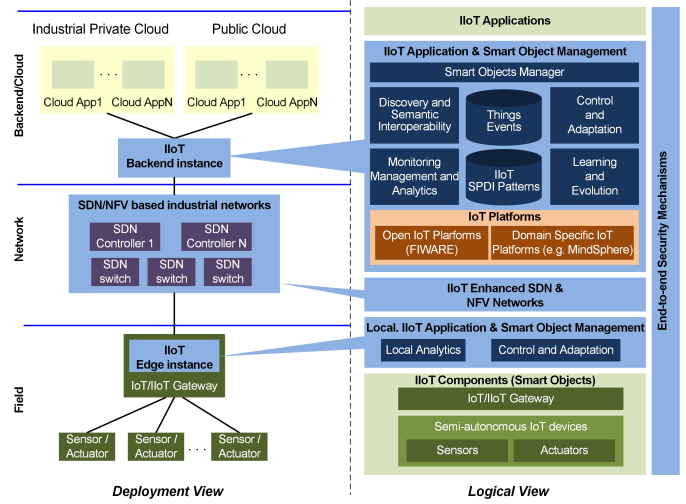 Backend/Cloud
Industrial Private Cloud
Public Cloud
. . .
. . .
Cloud App1
Cloud AppN
Cloud App1
Cloud AppN
IIoT
Backend instance
Network
SDN/NFV based industrial networks
SDN
Controller 1
SDN
Controller N
SDN
switch
SDN
switch
SDN
switch
Field
IIoT
Edge instance
IoT/IIoT Gateway
Sensor /
Actuator
Sensor /
Actuator
. . .
Sensor /
Actuator
Deployment View
IIoT Applications
IIoT Application & Smart Object Management
Smart Objects Manager
Discovery and
Semantic
Interoperability
Things
Events
Control
and
Adaptation
Monitoring
Management and
Analytics
IIoT
SPDI Patterns
Learning
and
Evolution
IoT Platforms
Open IoT Plarforms
(FIWARE)
Domain Specific IoT
Platforms (e.g. MindSphere)
IIoT Enhanced SDN &
NFV Networks
Local. IIoT Application & Smart Object Management
Local Analytics
Control and Adaptation
IIoT Components (Smart Objects)
IoT/IIoT Gateway
Semi-autonomous IoT devices
Sensors
Actuators
End-to-end Security Mechanisms
Logical View